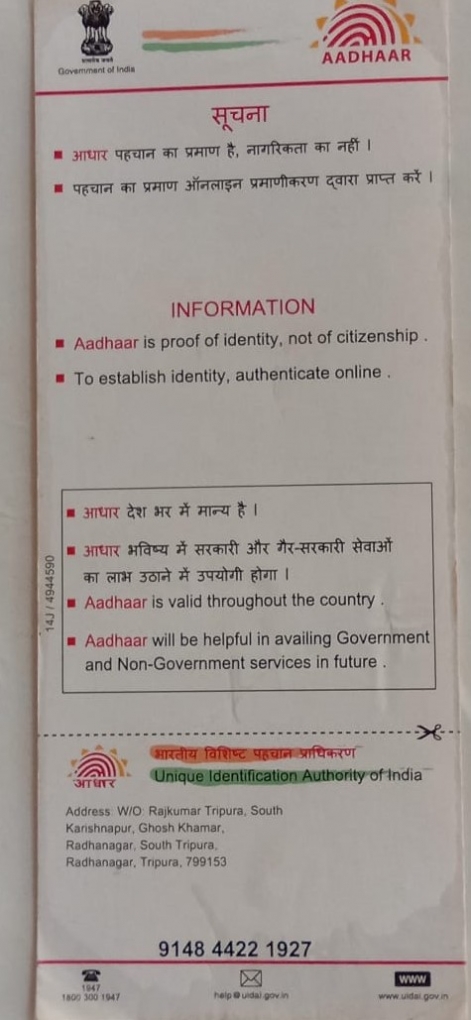 सत्यमेव जयते
Government of India
AADHAAR
सूचना
आधार पहचान का प्रमाण है, नागरिकता का नहीं ।
पहचान का प्रमाण ऑनलाइन प्रमाणीकरण द्वारा प्राप्त करें ।
INFORMATION
Aadhaar is proof of identity, not of citizenship .
To establish identity, authenticate online .
14J / 4944590
आधार देश भर में मान्य है ।
आधार भविष्य में सरकारी और गैर-सरकारी सेवाओं
का लाभ उठाने में उपयोगी होगा ।
Aadhaar is valid throughout the country .
Aadhaar will be helpful in availing Government
and Non-Government services in future .
आधार
भारतीय विशिष्ट पहचान प्राधिकरण
Unique Identification Authority of India
Address: W/O: Rajkumar Tripura, South
Karishnapur, Ghosh Khamar,
Radhanagar, South Tripura,
Radhanagar, Tripura, 799153
9148 4422 1927
1947
1800 300 1947
help@uidai.gov.in
WWW
www.uidai.gov.in